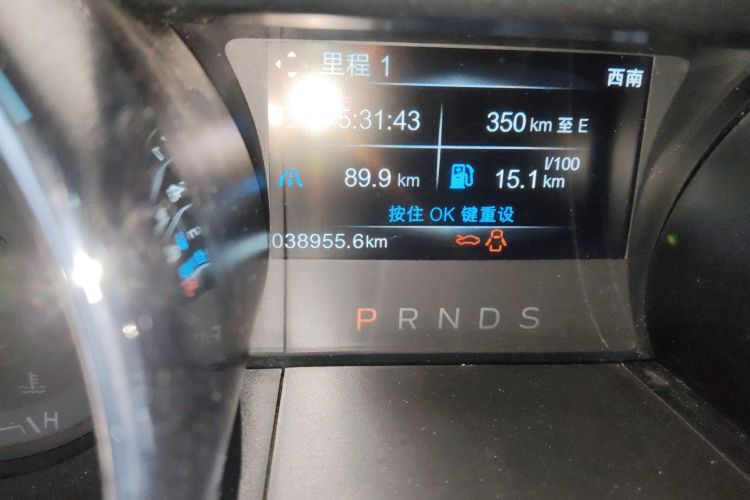 里程 1
西南
5:31:43
350 km 至 E
89.9 km
15.1 l/100 km
按住 OK 键重设
038955.6km
P R N D S
H